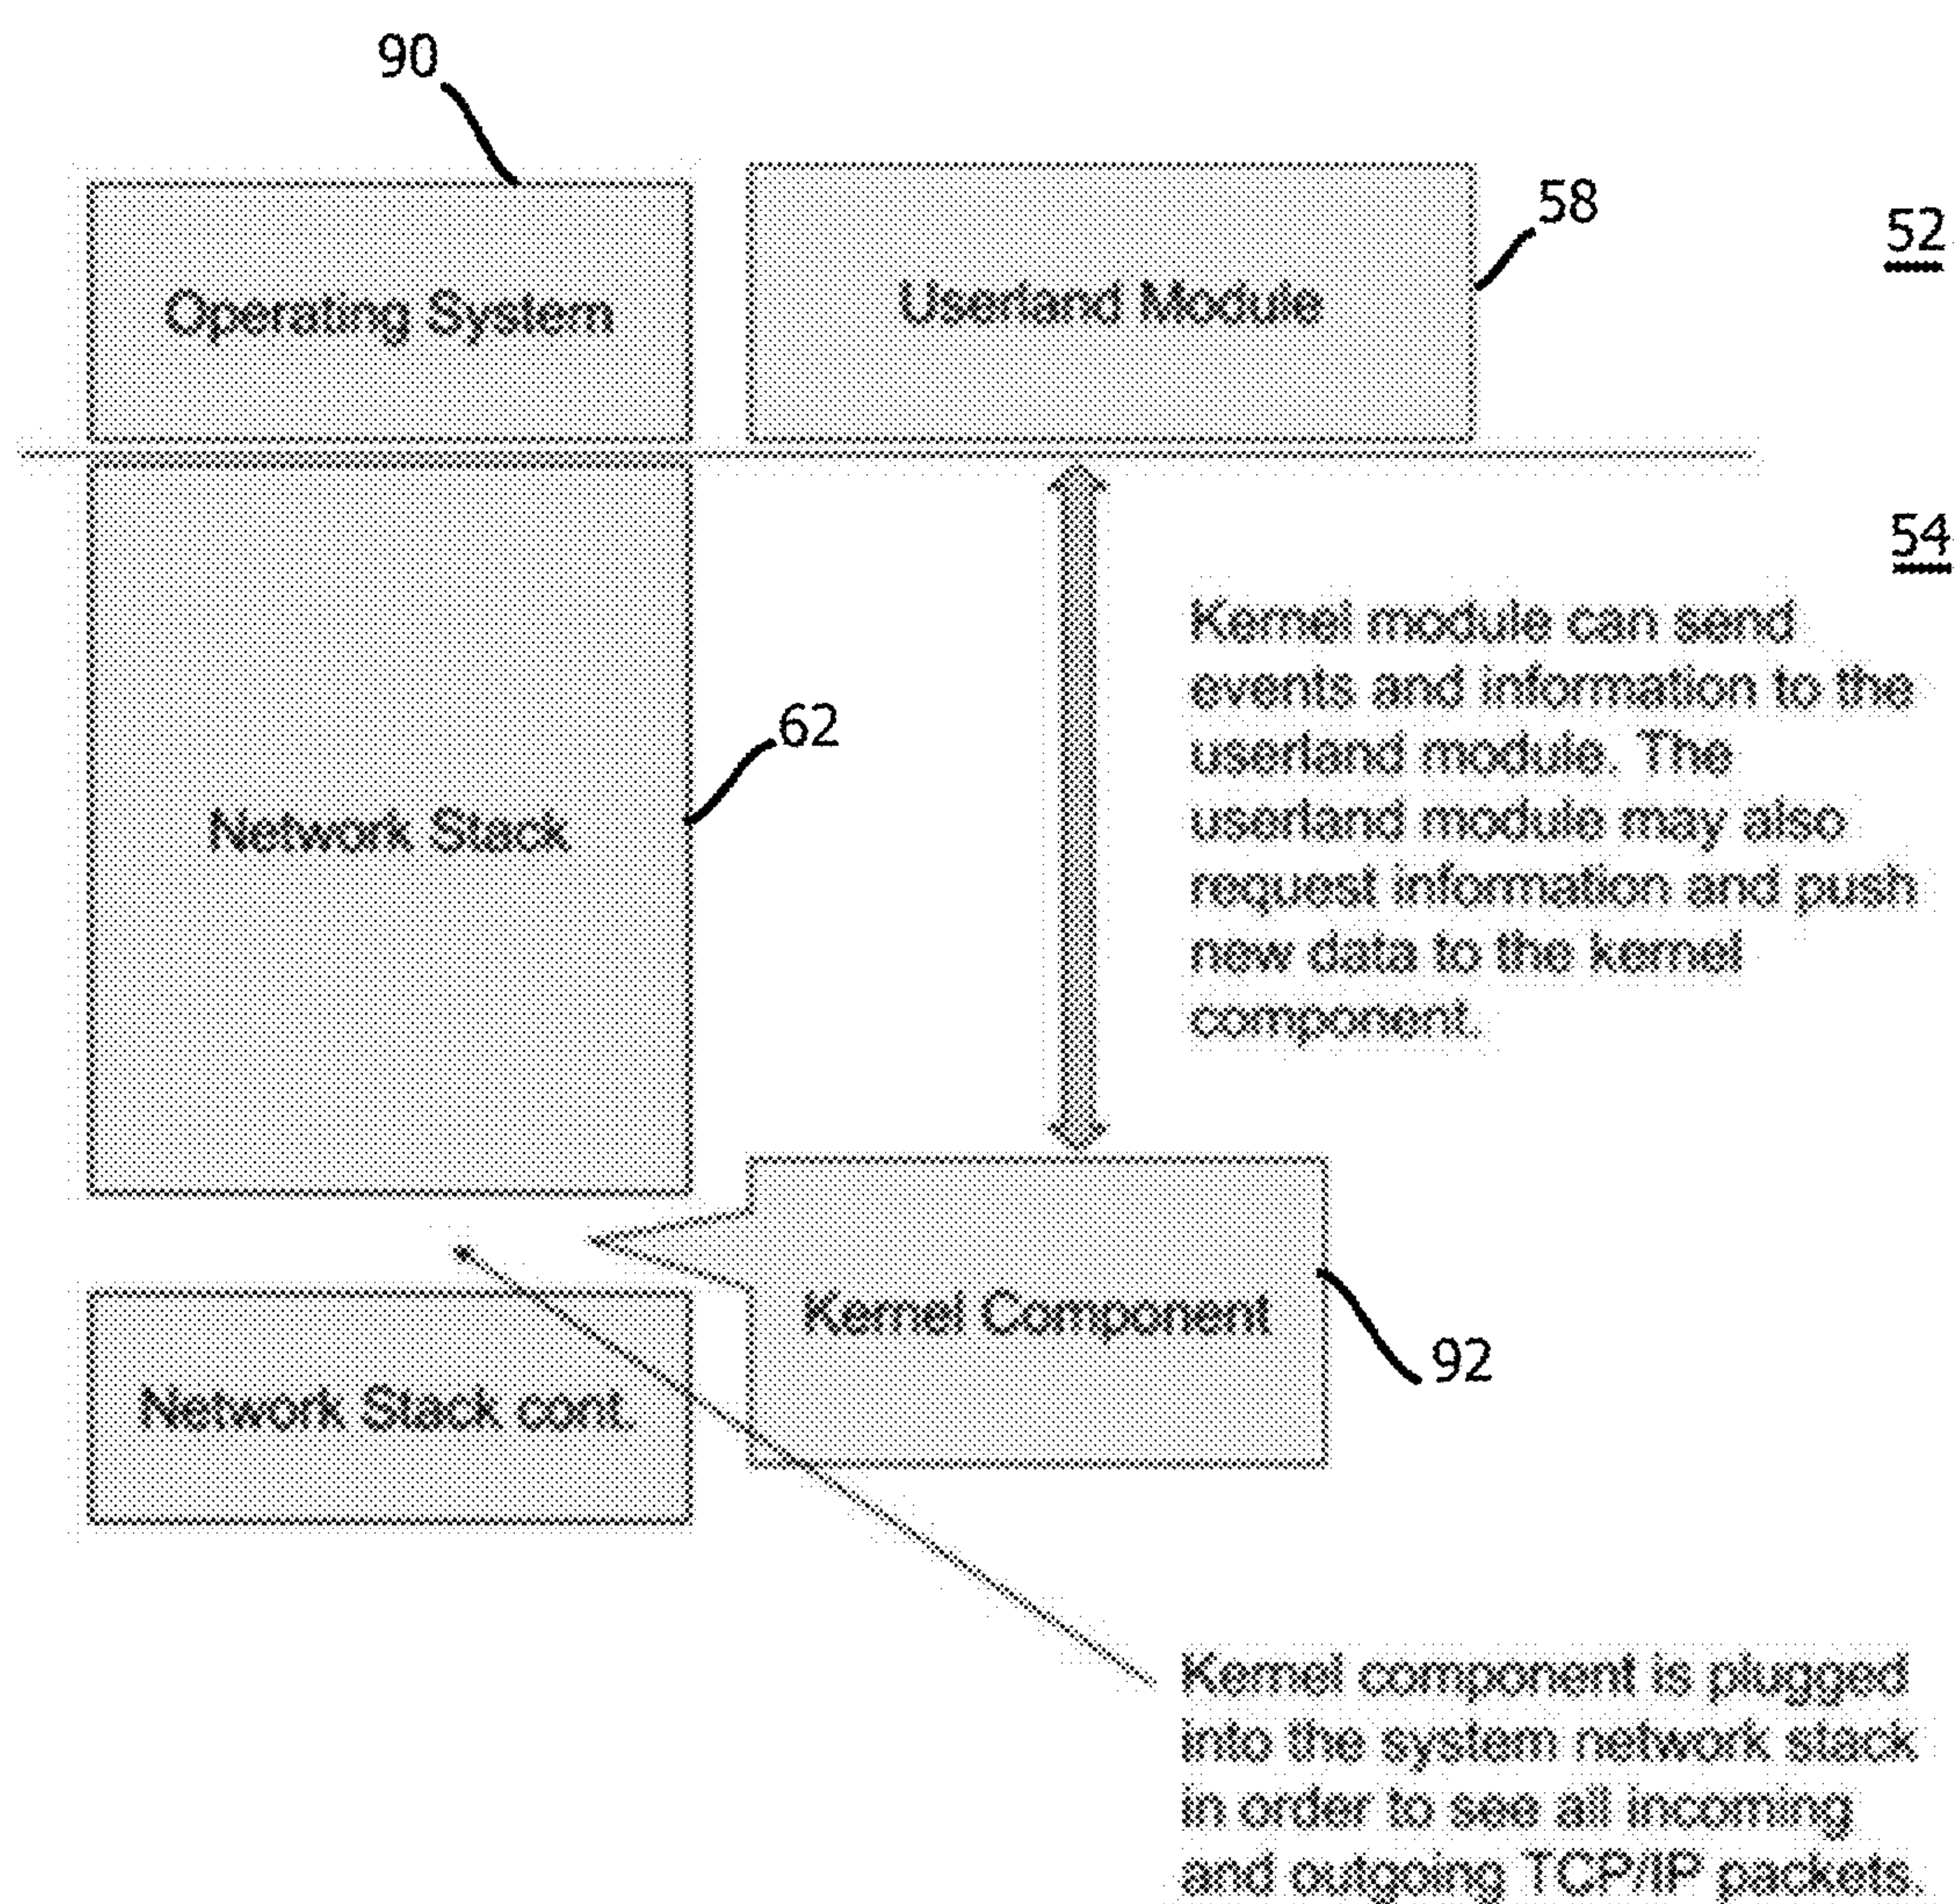 90
58
52
Operating System
Userland Module
54
Kernel module can send
events and information to the
userland module. The
userland module may also
request information and push
new data to the kernel
component.
62
Network Stack
Kernel Component
92
Network Stack cont.
Kernel component is plugged
into the system network stack
in order to see all incoming
and outgoing TCP/IP packets.